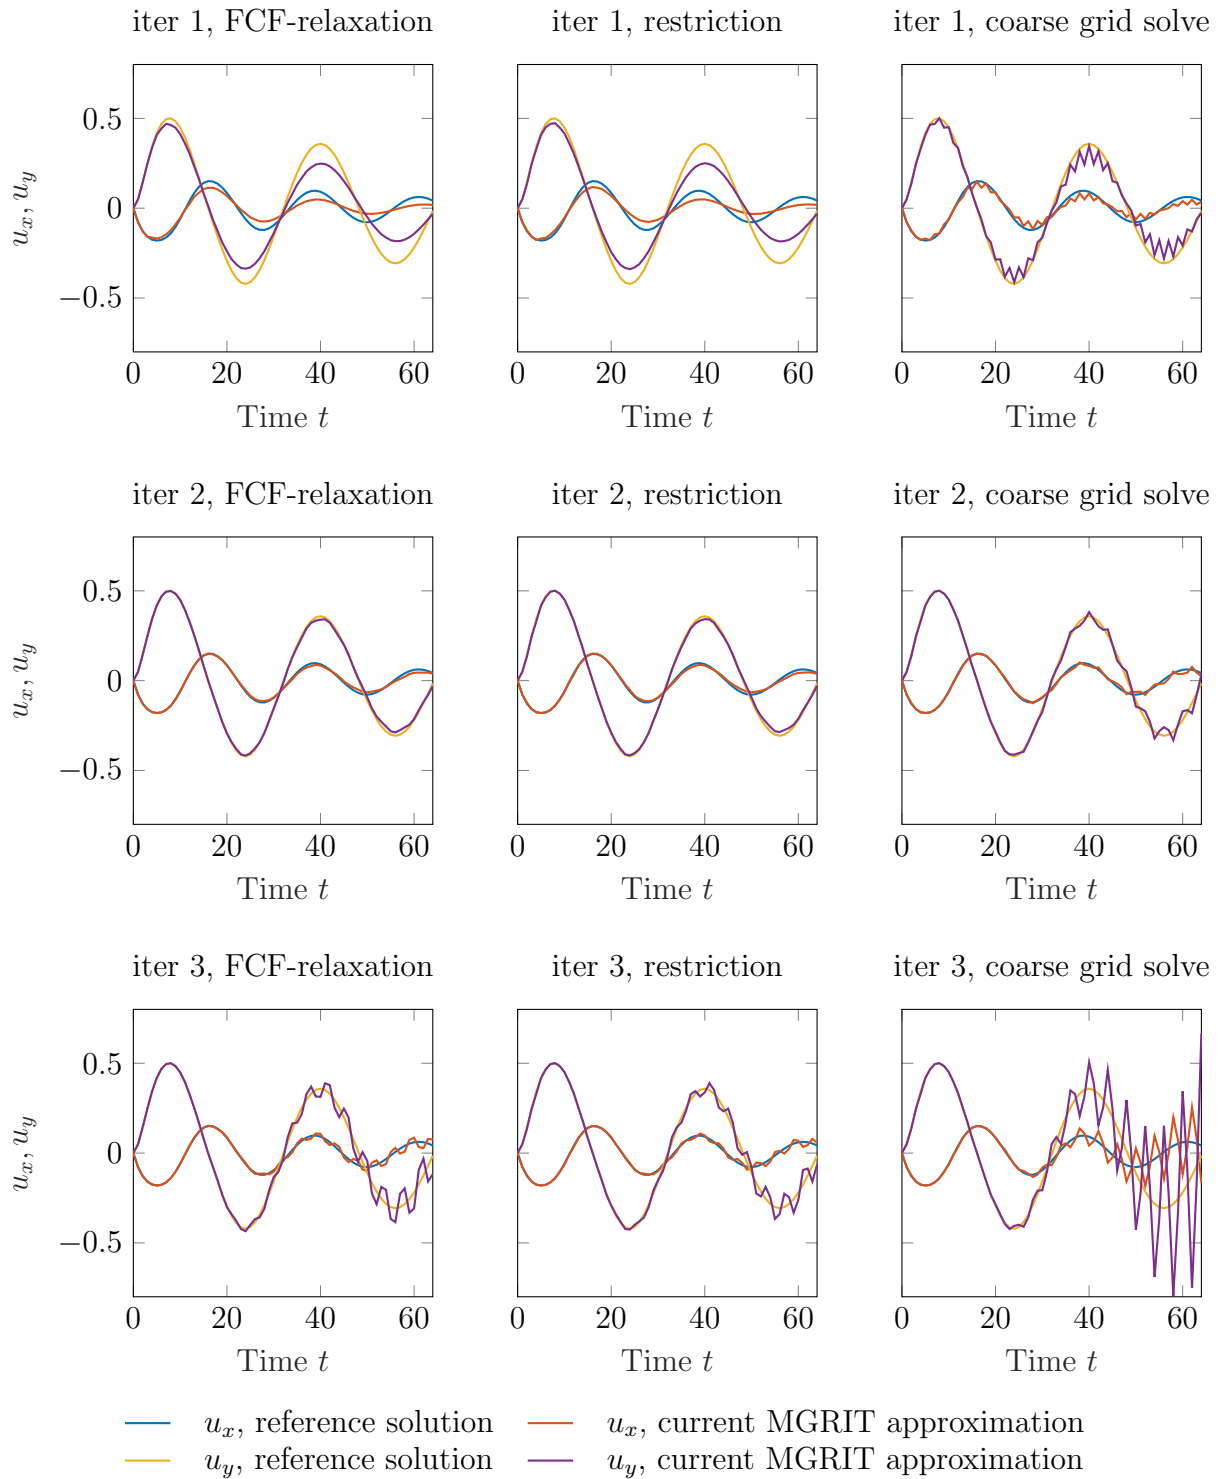 iter 1, FCF-relaxation iter 1, restriction iter 1, coarse grid solve
0.5
0
−0.5
u_x, u_y
0 20 40 60 0 20 40 60 0 20 40 60
Time t Time t Time t
iter 2, FCF-relaxation iter 2, restriction iter 2, coarse grid solve
0.5
0
−0.5
u_x, u_y
0 20 40 60 0 20 40 60 0 20 40 60
Time t Time t Time t
iter 3, FCF-relaxation iter 3, restriction iter 3, coarse grid solve
0.5
0
−0.5
u_x, u_y
0 20 40 60 0 20 40 60 0 20 40 60
Time t Time t Time t
u_x, reference solution u_x, current MGRIT approximation
u_y, reference solution u_y, current MGRIT approximation